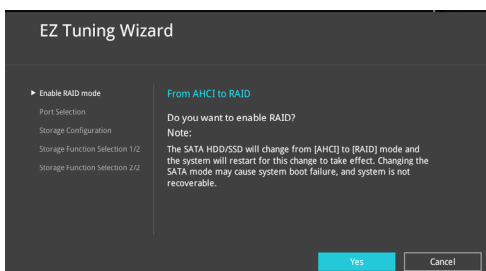 EZ Tuning Wizard
Enable RAID mode
Port Selection
Storage Configuration
Storage Function Selection 1/2
Storage Function Selection 2/2
From AHCI to RAID
Do you want to enable RAID?
Note:
The SATA HDD/SSD will change from [AHCI] to [RAID] mode and
the system will restart for this change to take effect. Changing the
SATA mode may cause system boot failure, and system is not
recoverable.
Yes
Cancel